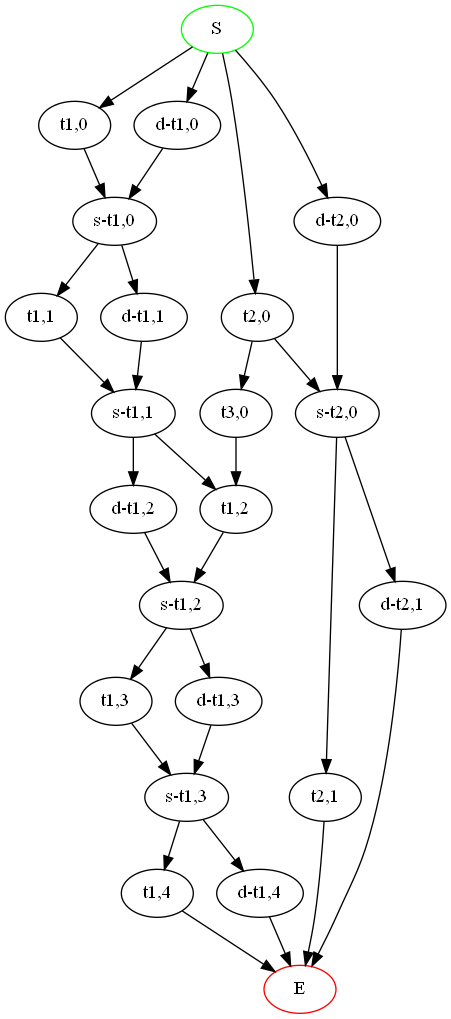 S
t1,0
d-t1,0
s-t1,0
d-t2,0
t1,1
d-t1,1
t2,0
s-t1,1
t3,0
s-t2,0
d-t1,2
t1,2
s-t1,2
d-t2,1
t1,3
d-t1,3
s-t1,3
t2,1
t1,4
d-t1,4
E